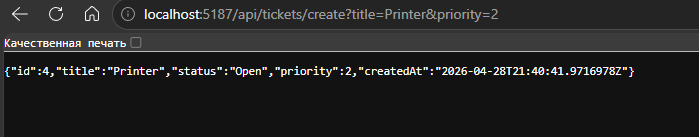 localhost:5187/api/tickets/create?title=Printer&priority=2
Качественная печать
{"id":4,"title":"Printer","status":"Open","priority":2,"createdAt":"2026-04-28T21:40:41.9716978Z"}